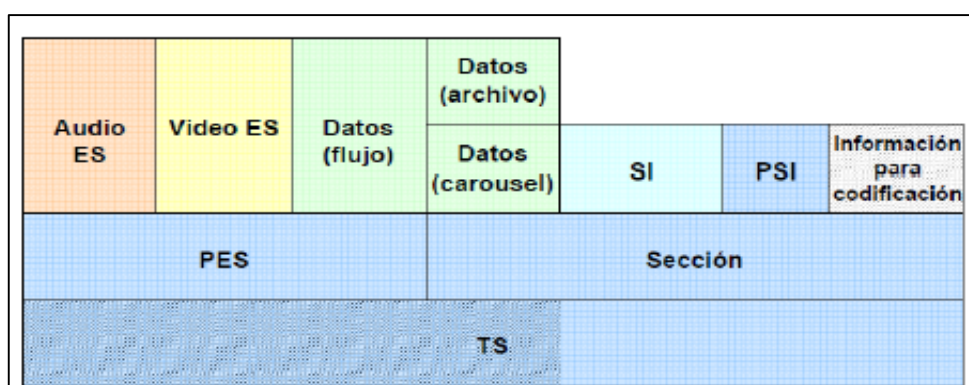 Audio
ES
Video ES
Datos
(flujo)
Datos
(archivo)
Datos
(carousel)
SI
PSI
Información
para
codificación
PES
Sección
TS